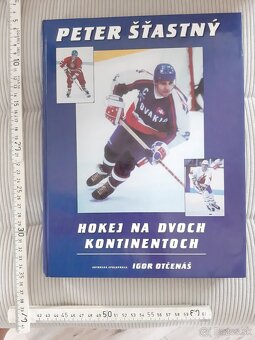 PETER ŠŤASTNÝ
HOKEJ NA DVOCH
KONTINENTOCH
IGOR OTČENÁŠ